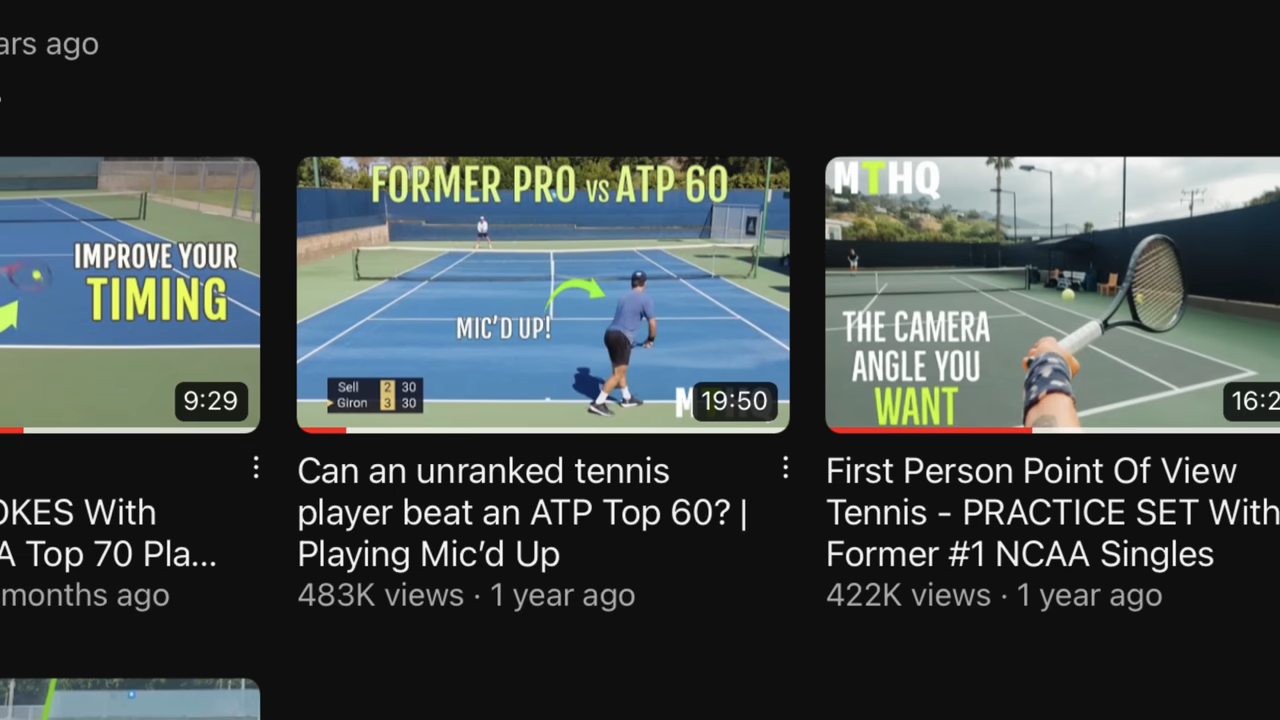 ars ago
IMPROVE YOUR
TIMING
9:29
OKES With
A Top 70 Pla...
months ago
FORMER PRO VS ATP 60
MIC'D UP!
Sell 2 30
Giron 3 30
19:50
Can an unranked tennis
player beat an ATP Top 60? |
Playing Mic'd Up
483K views · 1 year ago
MTHQ
THE CAMERA
ANGLE YOU
WANT
16:2
First Person Point Of View
Tennis - PRACTICE SET With
Former #1 NCAA Singles
422K views · 1 year ago